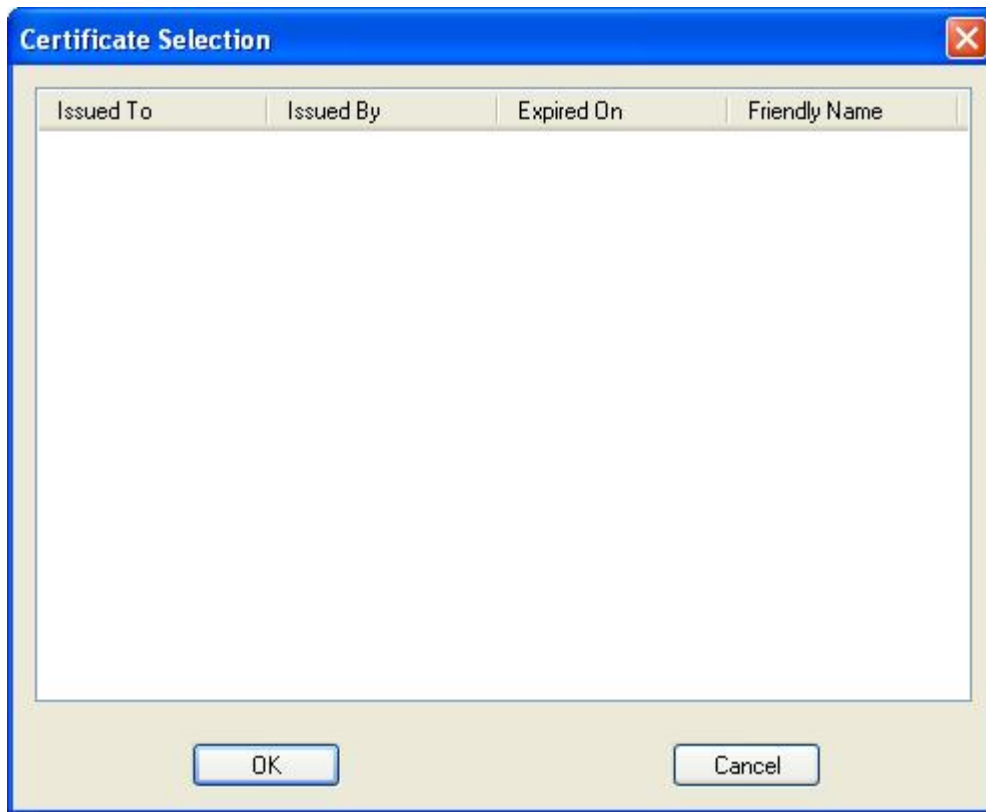 Certificate Selection
Issued To Issued By Expired On Friendly Name
OK Cancel